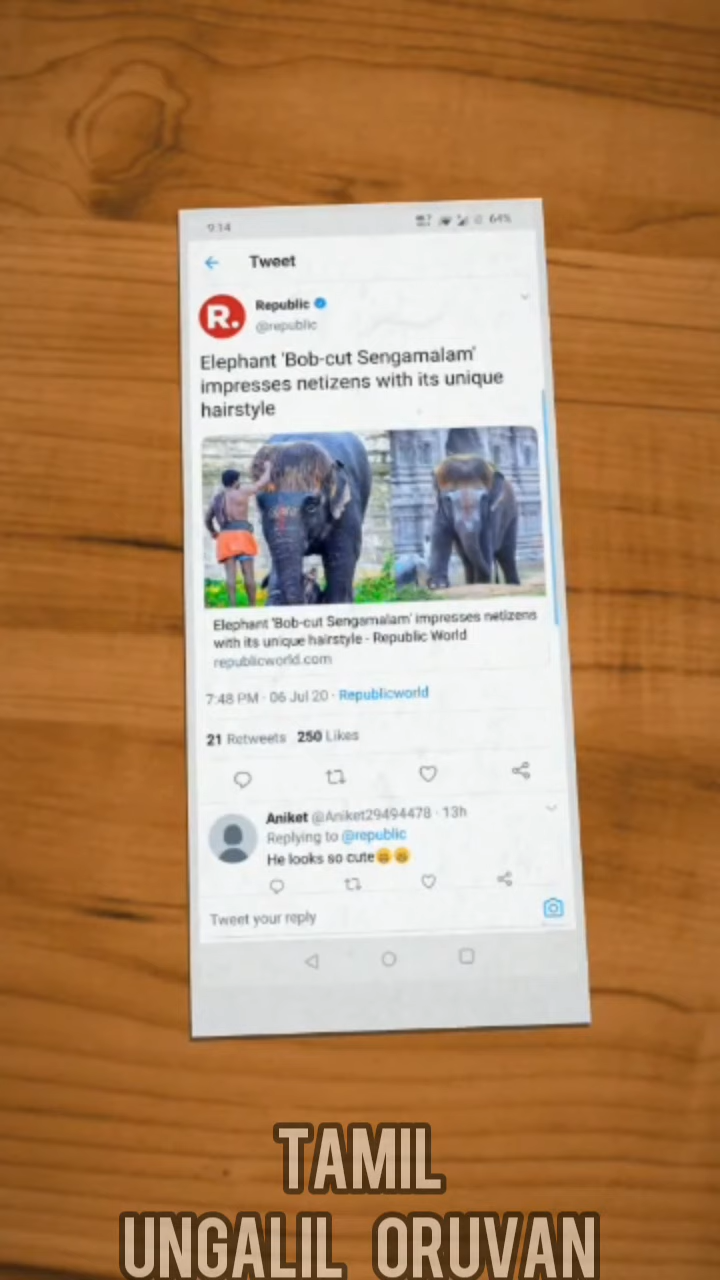 9:14
64%
Tweet
R.
Republic
@republic
Elephant 'Bob-cut Sengamalam'
impresses netizens with its unique
hairstyle
Elephant 'Bob-cut Sengamalam' impresses netizens
with its unique hairstyle - Republic World
republicworld.com
7:48 PM · 06 Jul 20 · Republicworld
21 Retweets 250 Likes
Aniket @Aniket29494478 · 13h
Replying to @republic
He looks so cute
Tweet your reply
TAMIL
UNGALIL ORUVAN